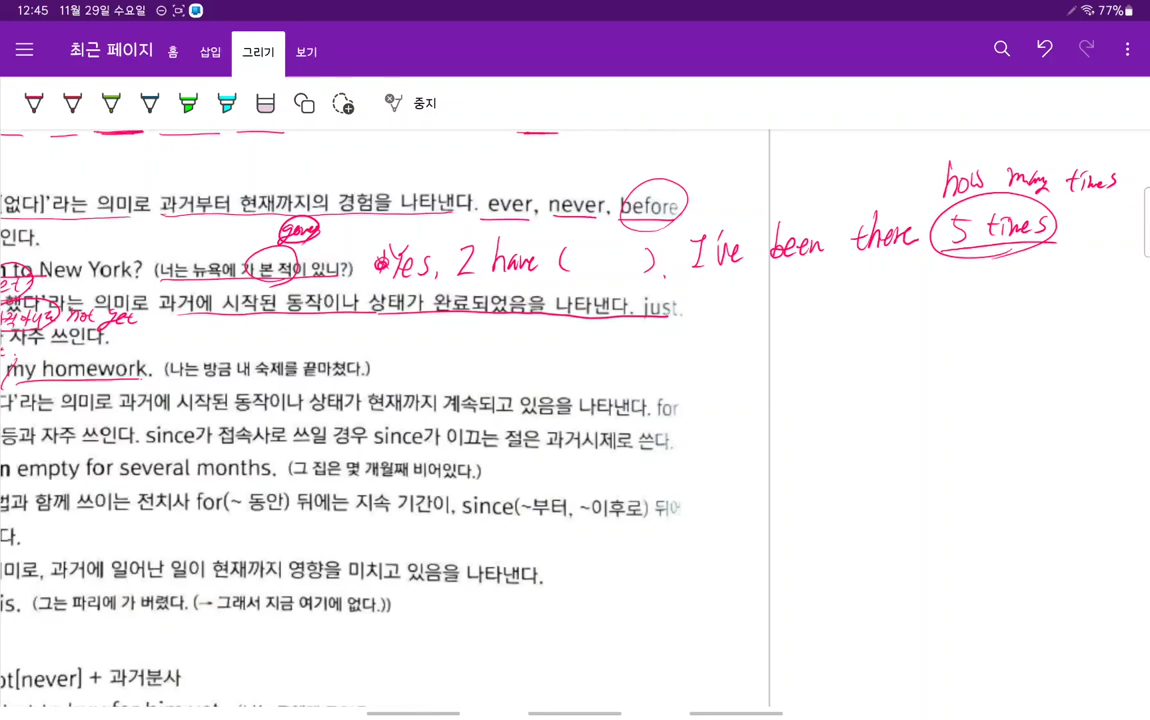 12:45 11월 29일 수요일 77%
최근 페이지 홈 삽입 그리기 보기
중지
how many times
없다]'라는 의미로 과거부터 현재까지의 경험을 나타낸다. ever, never, before
5 times
인다.
gone
Yes, I have ( ). I've been there
n to New York? (너는 뉴욕에 가 본 적이 있니?)
했다'라는 의미로 과거에 시작된 동작이나 상태가 완료되었음을 나타낸다. just,
not yet
자주 쓰인다.
my homework. (나는 방금 내 숙제를 끝마쳤다.)
다'라는 의미로 과거에 시작된 동작이나 상태가 현재까지 계속되고 있음을 나타낸다. for
등과 자주 쓰인다. since가 접속사로 쓰일 경우 since가 이끄는 절은 과거시제로 쓴다.
n empty for several months. (그 집은 몇 개월째 비어있다.)
법과 함께 쓰이는 전치사 for(~ 동안) 뒤에는 지속 기간이, since(~부터, ~이후로) 뒤에
다.
미로, 과거에 일어난 일이 현재까지 영향을 미치고 있음을 나타낸다.
is. (그는 파리에 가 버렸다. (→ 그래서 지금 여기에 없다.))
ot[never] + 과거분사